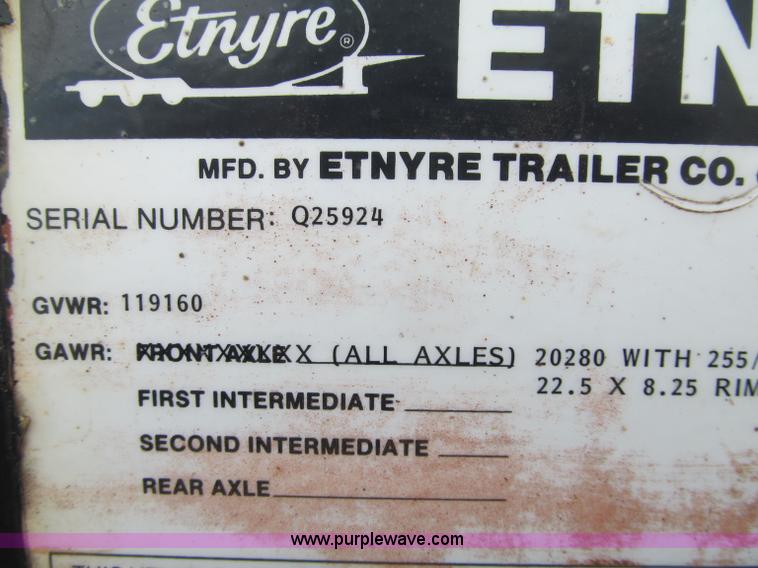 Etnyre®
ETN
MFD. BY ETNYRE TRAILER CO.
SERIAL NUMBER: Q25924
GVWR: 119160
GAWR: FRONT AXLE (ALL AXLES) 20280 WITH 255/
22.5 X 8.25 RIM
FIRST INTERMEDIATE
SECOND INTERMEDIATE
REAR AXLE
www.purplewave.com